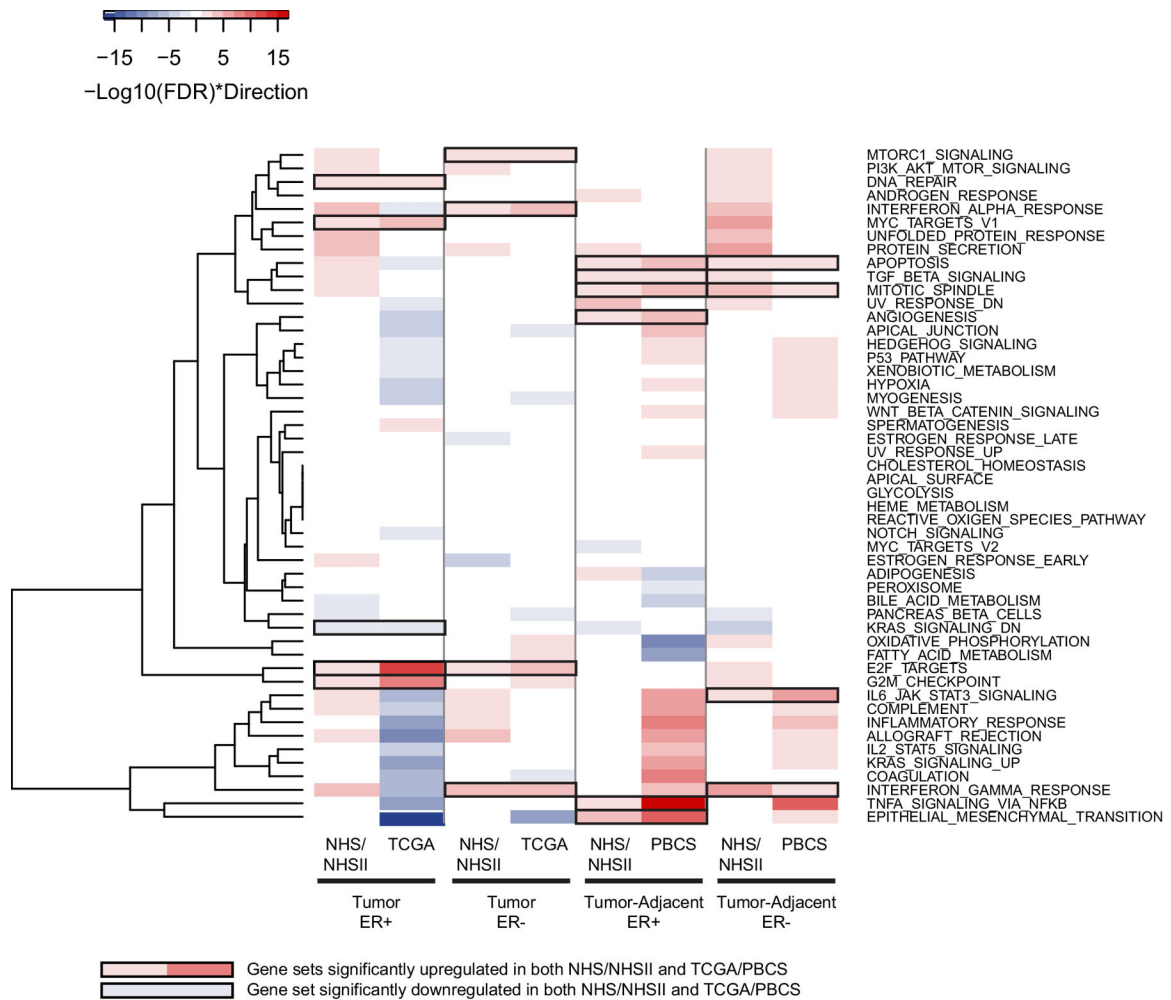 −15 −5 5 15
−Log10(FDR)*Direction
MTORC1_SIGNALING
PI3K_AKT_MTOR_SIGNALING
DNA_REPAIR
ANDROGEN_RESPONSE
INTERFERON_ALPHA_RESPONSE
MYC_TARGETS_V1
UNFOLDED_PROTEIN_RESPONSE
PROTEIN_SECRETION
APOPTOSIS
TGF_BETA_SIGNALING
MITOTIC_SPINDLE
UV_RESPONSE_DN
ANGIOGENESIS
APICAL_JUNCTION
HEDGEHOG_SIGNALING
P53_PATHWAY
XENOBIOTIC_METABOLISM
HYPOXIA
MYOGENESIS
WNT_BETA_CATENIN_SIGNALING
SPERMATOGENESIS
ESTROGEN_RESPONSE_LATE
UV_RESPONSE_UP
CHOLESTEROL_HOMEOSTASIS
APICAL_SURFACE
GLYCOLYSIS
HEME_METABOLISM
REACTIVE_OXIGEN_SPECIES_PATHWAY
NOTCH_SIGNALING
MYC_TARGETS_V2
ESTROGEN_RESPONSE_EARLY
ADIPOGENESIS
PEROXISOME
BILE_ACID_METABOLISM
PANCREAS_BETA_CELLS
KRAS_SIGNALING_DN
OXIDATIVE_PHOSPHORYLATION
FATTY_ACID_METABOLISM
E2F_TARGETS
G2M_CHECKPOINT
IL6_JAK_STAT3_SIGNALING
COMPLEMENT
INFLAMMATORY_RESPONSE
ALLOGRAFT_REJECTION
IL2_STAT5_SIGNALING
KRAS_SIGNALING_UP
COAGULATION
INTERFERON_GAMMA_RESPONSE
TNFA_SIGNALING_VIA_NFKB
EPITHELIAL_MESENCHYMAL_TRANSITION
NHS/ TCGA NHS/ TCGA NHS/ PBCS NHS/ PBCS
NHSII NHSII NHSII NHSII
Tumor Tumor Tumor-Adjacent Tumor-Adjacent
ER+ ER- ER+ ER-
Gene sets significantly upregulated in both NHS/NHSII and TCGA/PBCS
Gene set significantly downregulated in both NHS/NHSII and TCGA/PBCS